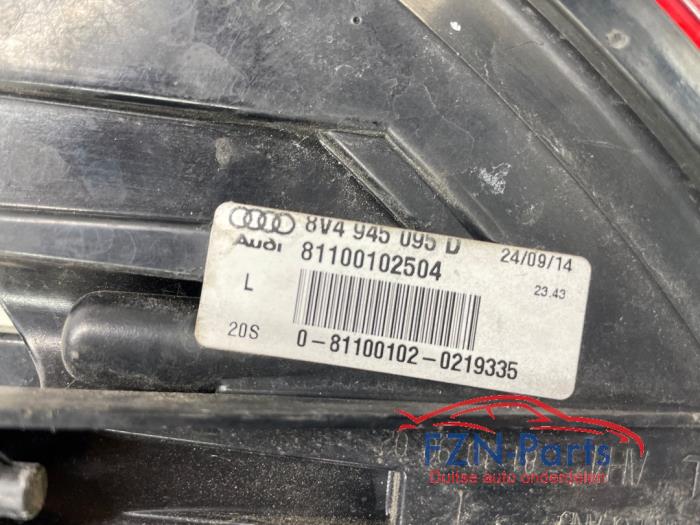 8V4 945 095 D
24/09/14
Audi
81100102504
23.43
L
20S
0-81100102-0219335
FZN-Parts
Duitse auto onderdelen